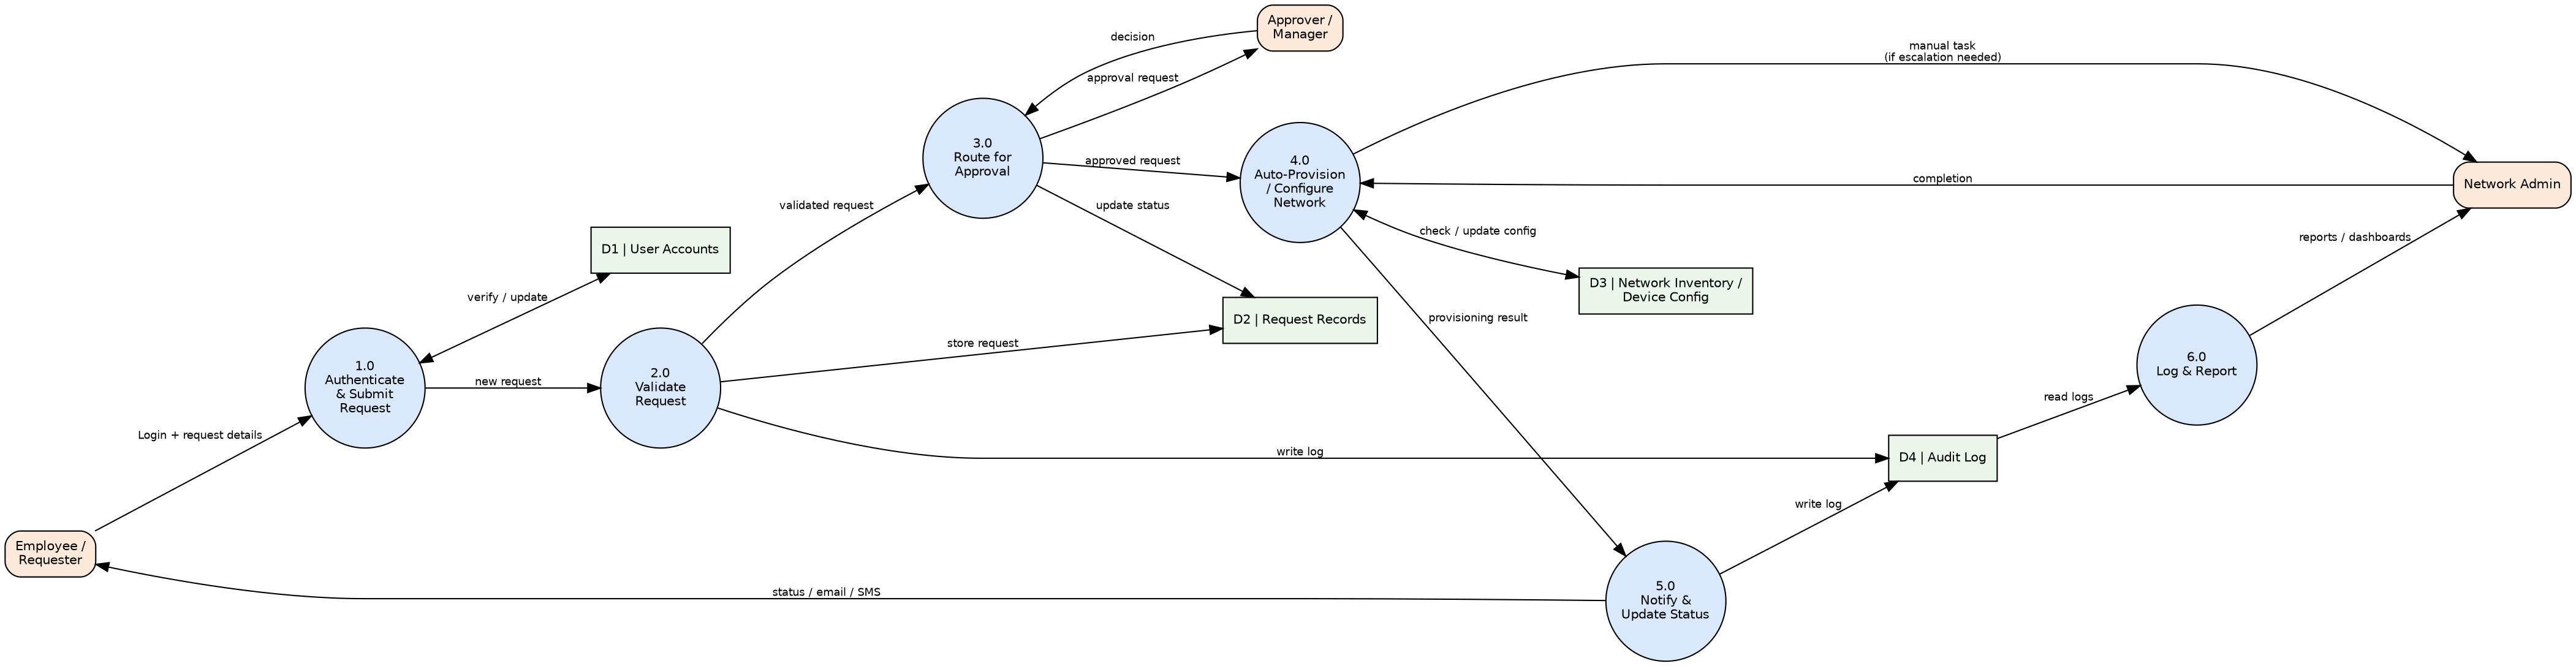 Approver /
Manager
decision
approval request
manual task
(if escalation needed)
3.0
Route for
Approval
approved request
update status
4.0
Auto-Provision
/ Configure
Network
completion
Network Admin
validated request
check / update config
reports / dashboards
D1 | User Accounts
D3 | Network Inventory /
Device Config
verify / update
D2 | Request Records
provisioning result
store request
1.0
Authenticate
& Submit
Request
new request
2.0
Validate
Request
6.0
Log & Report
read logs
Login + request details
write log
D4 | Audit Log
write log
Employee /
Requester
status / email / SMS
5.0
Notify &
Update Status